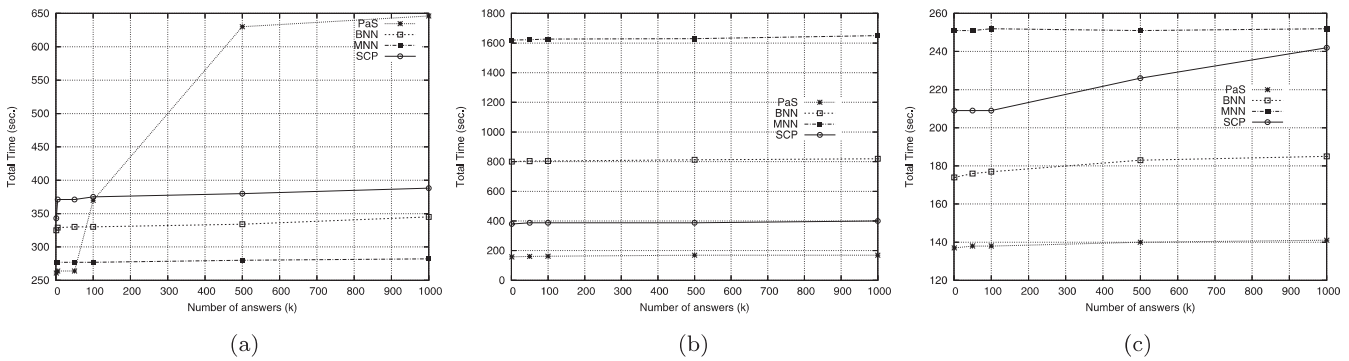 650
600
550
500
450
400
350
300
250
0 100 200 300 400 500 600 700 800 900 1000
Total Time (sec.)
Number of answers (k)
PaS
BNN
MNN
SCP
(a)
1800
1600
1400
1200
1000
800
600
400
200
0
0 100 200 300 400 500 600 700 800 900 1000
Total Time (sec.)
Number of answers (k)
PaS
BNN
MNN
SCP
(b)
260
240
220
200
180
160
140
120
0 100 200 300 400 500 600 700 800 900 1000
Total Time (sec.)
Number of answers (k)
PaS
BNN
MNN
SCP
(c)